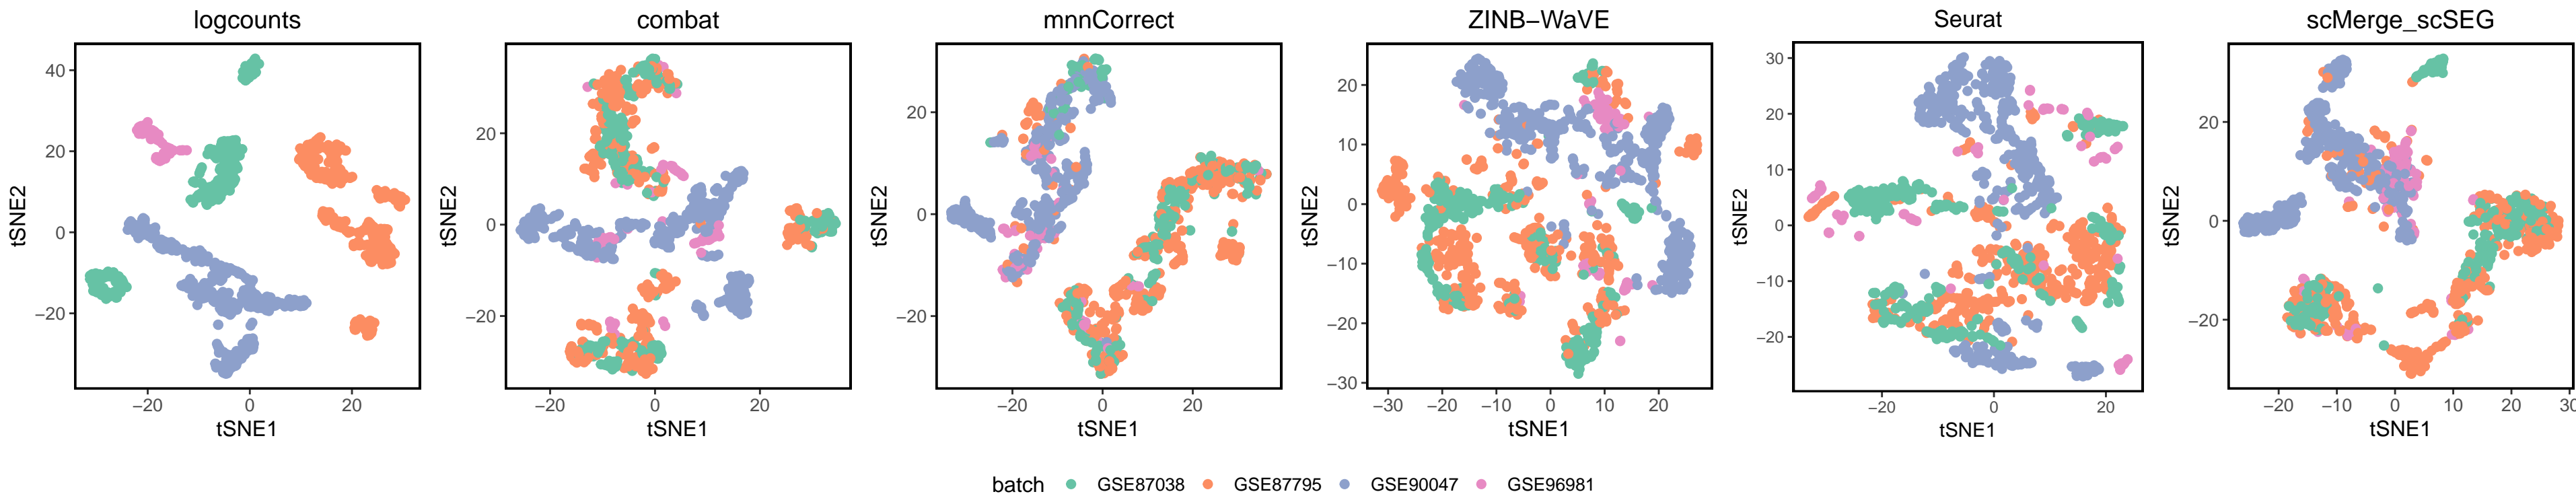 logcounts
combat
mnnCorrect
ZINB−WaVE
Seurat
scMerge_scSEG
40
20
0
−20
−20
0
20
tSNE2
tSNE1
20
0
−20
−20
0
20
tSNE2
tSNE1
20
0
−20
−20
0
20
tSNE2
tSNE1
20
10
0
−10
−20
−30
−30
−20
−10
0
10
20
tSNE2
tSNE1
30
20
10
0
−10
−20
−20
0
20
tSNE2
tSNE1
20
0
−20
−20
−10
0
10
20
30
tSNE2
tSNE1
batch GSE87038 GSE87795 GSE90047 GSE96981